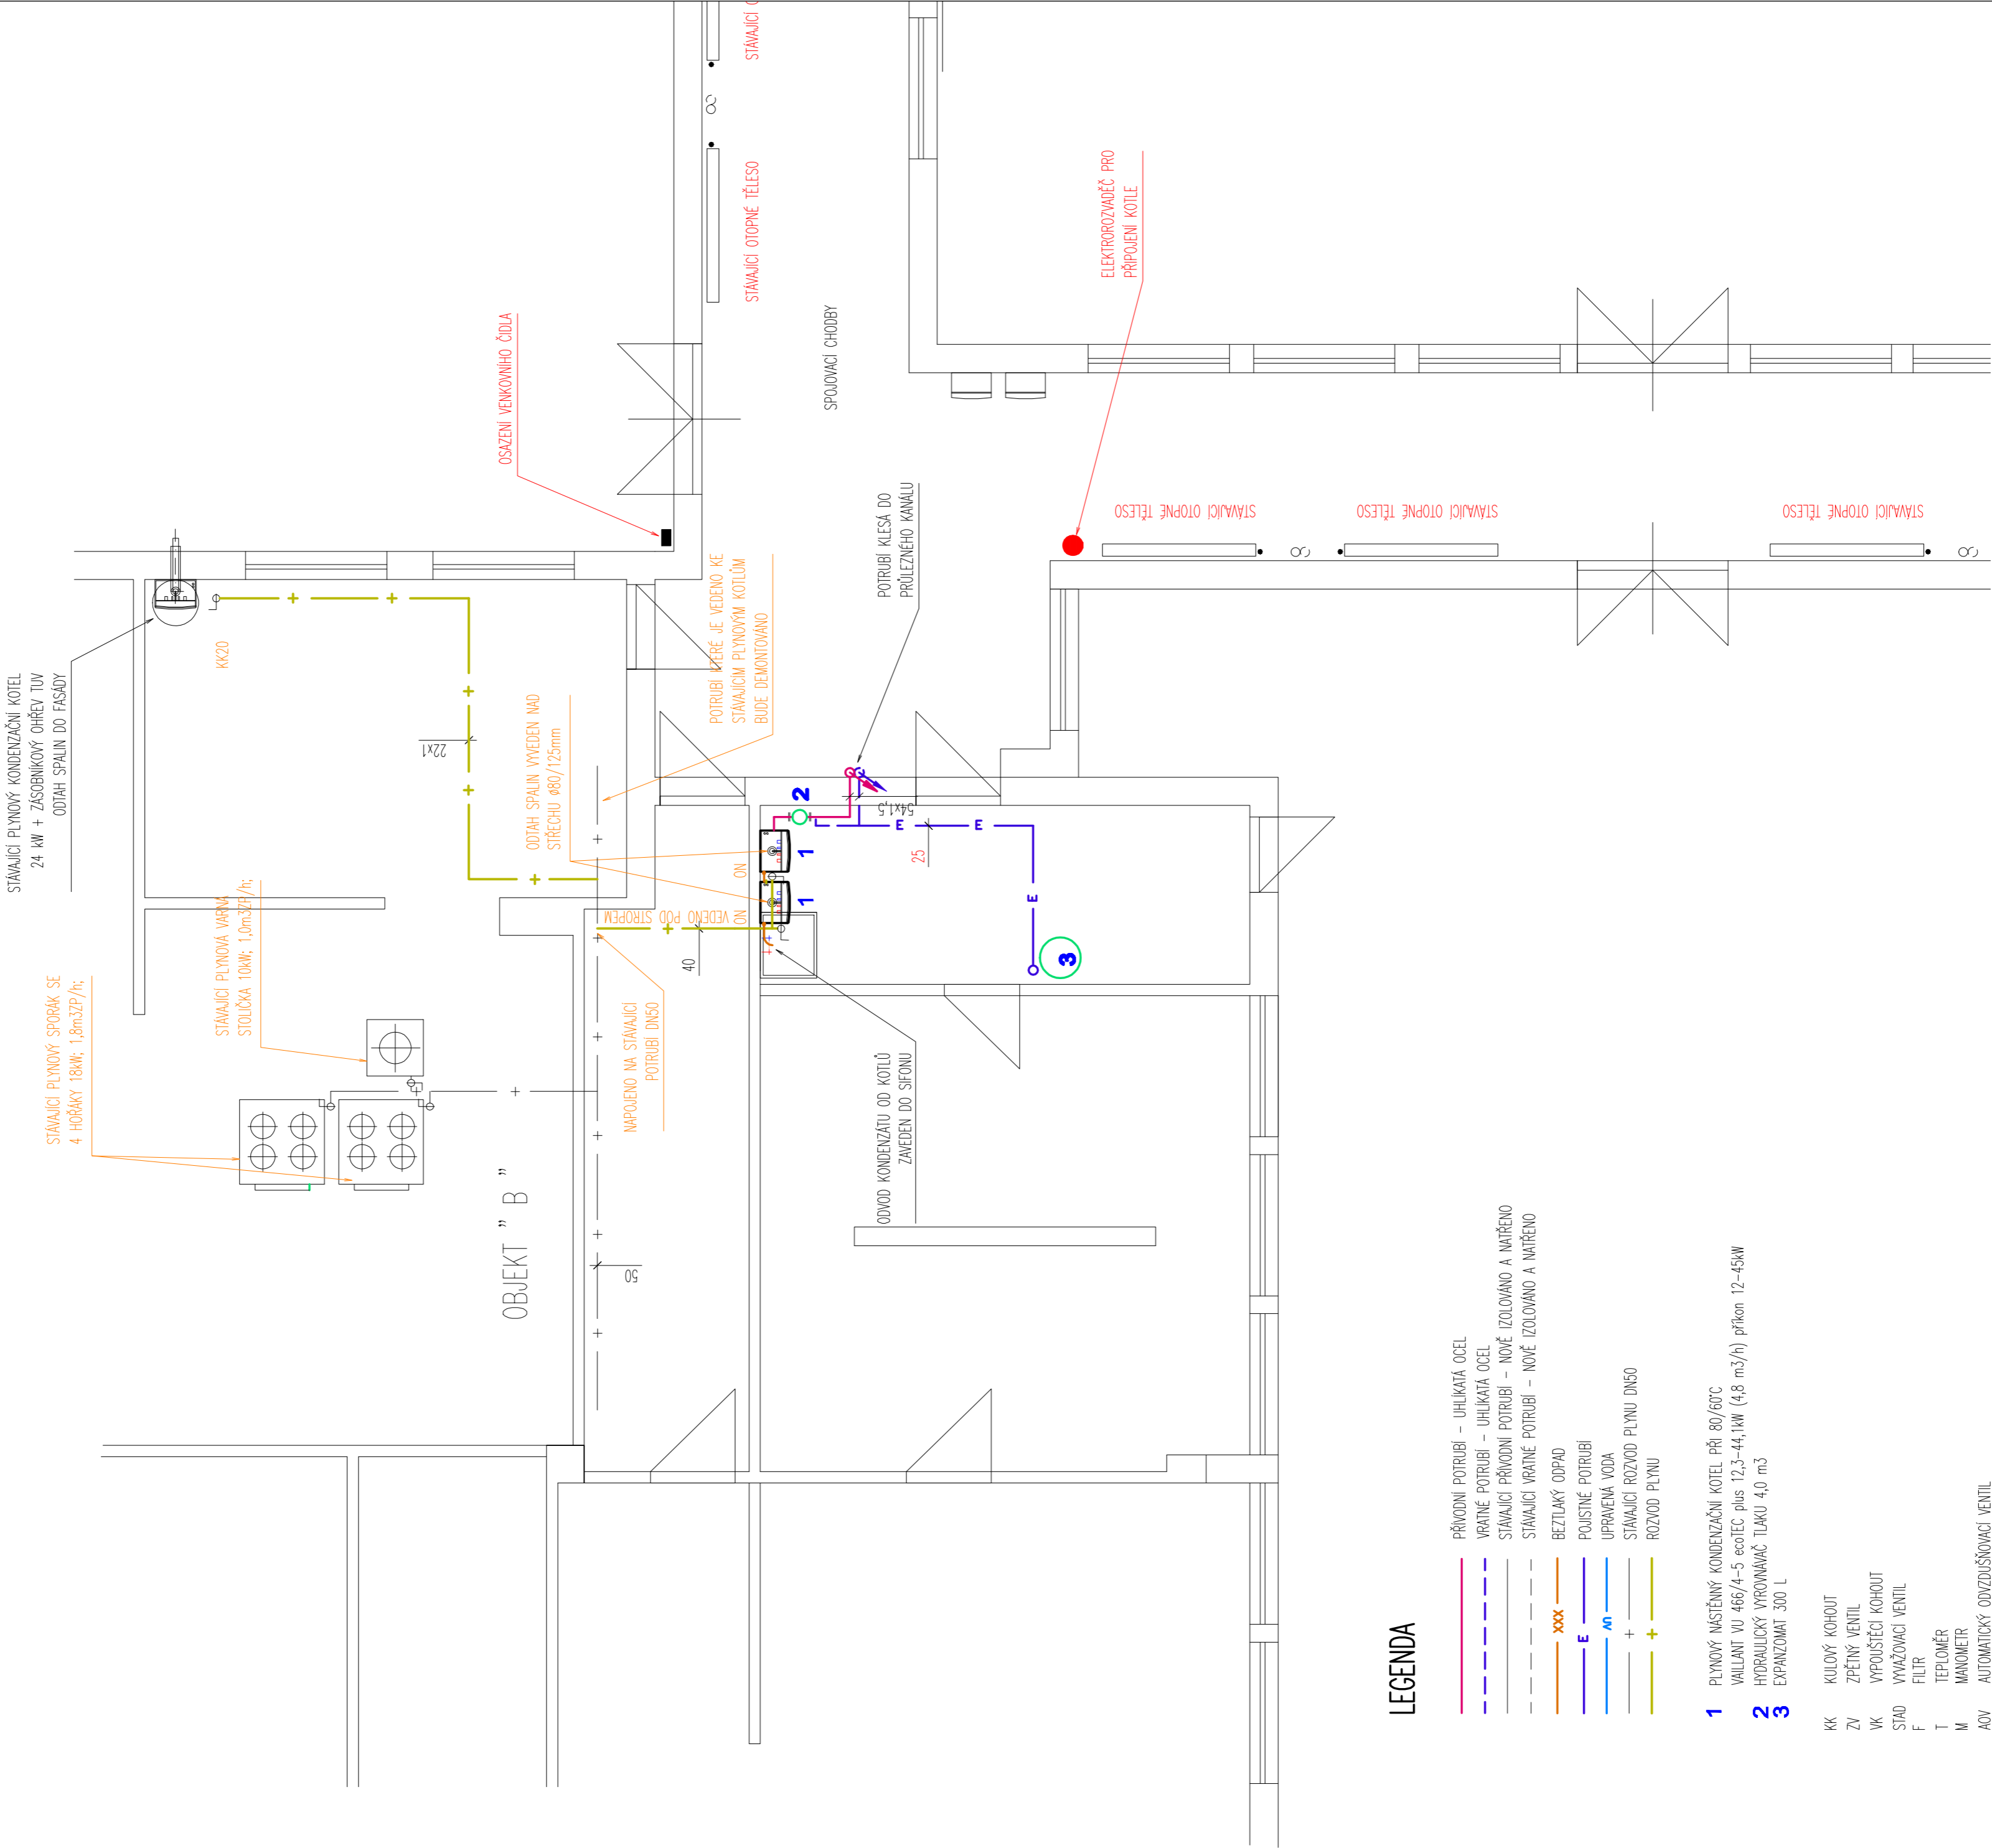 STÁVAJÍCÍ PLYNOVÝ KONDENZAČNÍ KOTEL
24 kW + ZÁSOBNÍKOVÝ OHŘEV TUV
ODTAH SPALIN DO FASÁDY
KK20
22x1
STÁVAJÍCÍ PLYNOVÝ SPORÁK SE
4 HOŘÁKY 18kW; 1,8m3ZP/h;
STÁVAJÍCÍ PLYNOVÁ VARNÁ
STOLIČKA 10kW; 1,0m3ZP/h;
OBJEKT " B "
50
ODTAH SPALIN VYVEDEN NAD
STŘECHU ø80/125mm
NAPOJENO NA STÁVAJÍCÍ
POTRUBÍ DN50
POTRUBÍ KTERÉ JE VEDENO KE
STÁVAJÍCÍM PLYNOVÝM KOTLŮM
BUDE DEMONTOVÁNO
OSAZENÍ VENKOVNÍHO ČIDLA
STÁVAJÍCÍ OTOPNÉ TĚLESO
SPOJOVACÍ CHODBY
ELEKTROROZVADĚČ PRO
PŘIPOJENÍ KOTLE
POTRUBÍ KLESÁ DO
PRŮLEZNÉHO KANÁLU
STÁVAJÍCÍ OTOPNÉ TĚLESO
STÁVAJÍCÍ OTOPNÉ TĚLESO
STÁVAJÍCÍ OTOPNÉ TĚLESO
ON VEDENO POD STROPEM
ON
40
1
1
2
3
54x1,5
25
E
E
E
ODVOD KONDENZÁTU OD KOTLŮ
ZAVEDEN DO SIFONU
LEGENDA
PŘÍVODNÍ POTRUBÍ - UHLÍKATÁ OCEL
VRATNÉ POTRUBÍ - UHLÍKATÁ OCEL
STÁVAJÍCÍ PŘÍVODNÍ POTRUBÍ - NOVĚ IZOLOVÁNO A NATŘENO
STÁVAJÍCÍ VRATNÉ POTRUBÍ - NOVĚ IZOLOVÁNO A NATŘENO
XXX BEZTLAKÝ ODPAD
E POJISTNÉ POTRUBÍ
UV UPRAVENÁ VODA
STÁVAJÍCÍ ROZVOD PLYNU DN50
ROZVOD PLYNU
1 PLYNOVÝ NÁSTĚNNÝ KONDENZAČNÍ KOTEL PŘI 80/60°C
VAILLANT VU 466/4-5 ecoTEC plus 12,3-44,1kW (4,8 m3/h) příkon 12-45kW
2 HYDRAULICKÝ VYROVNÁVAČ TLAKU 4,0 m3
3 EXPANZOMAT 300 L
KK KULOVÝ KOHOUT
ZV ZPĚTNÝ VENTIL
VK VYPOUŠTĚCÍ KOHOUT
STAD VYVAŽOVACÍ VENTIL
F FILTR
T TEPLOMĚR
M MANOMETR
AOV AUTOMATICKÝ ODVZDUŠŇOVACÍ VENTIL